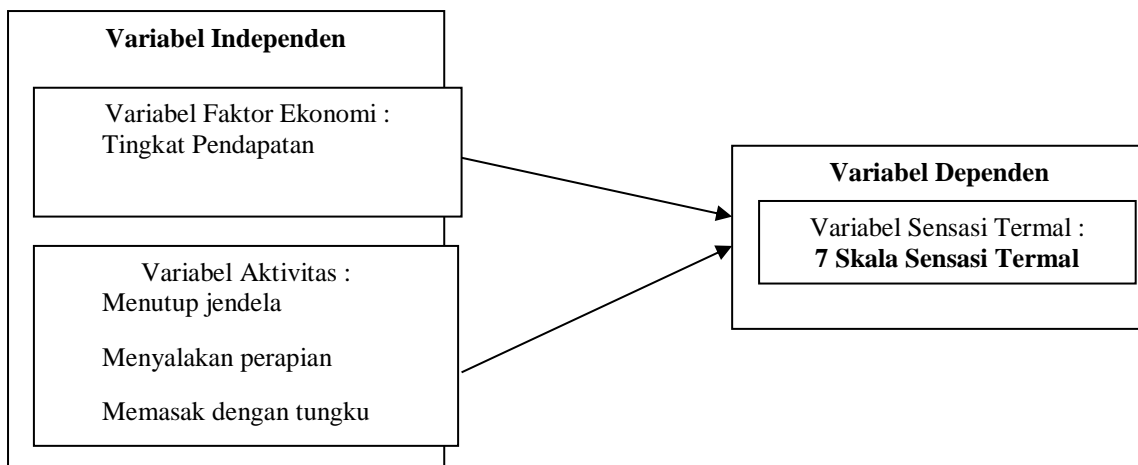 Variabel Independen
Variabel Faktor Ekonomi :
Tingkat Pendapatan
Variabel Aktivitas :
Menutup jendela
Menyalakan perapian
Memasak dengan tungku
Variabel Dependen
Variabel Sensasi Termal :
7 Skala Sensasi Termal